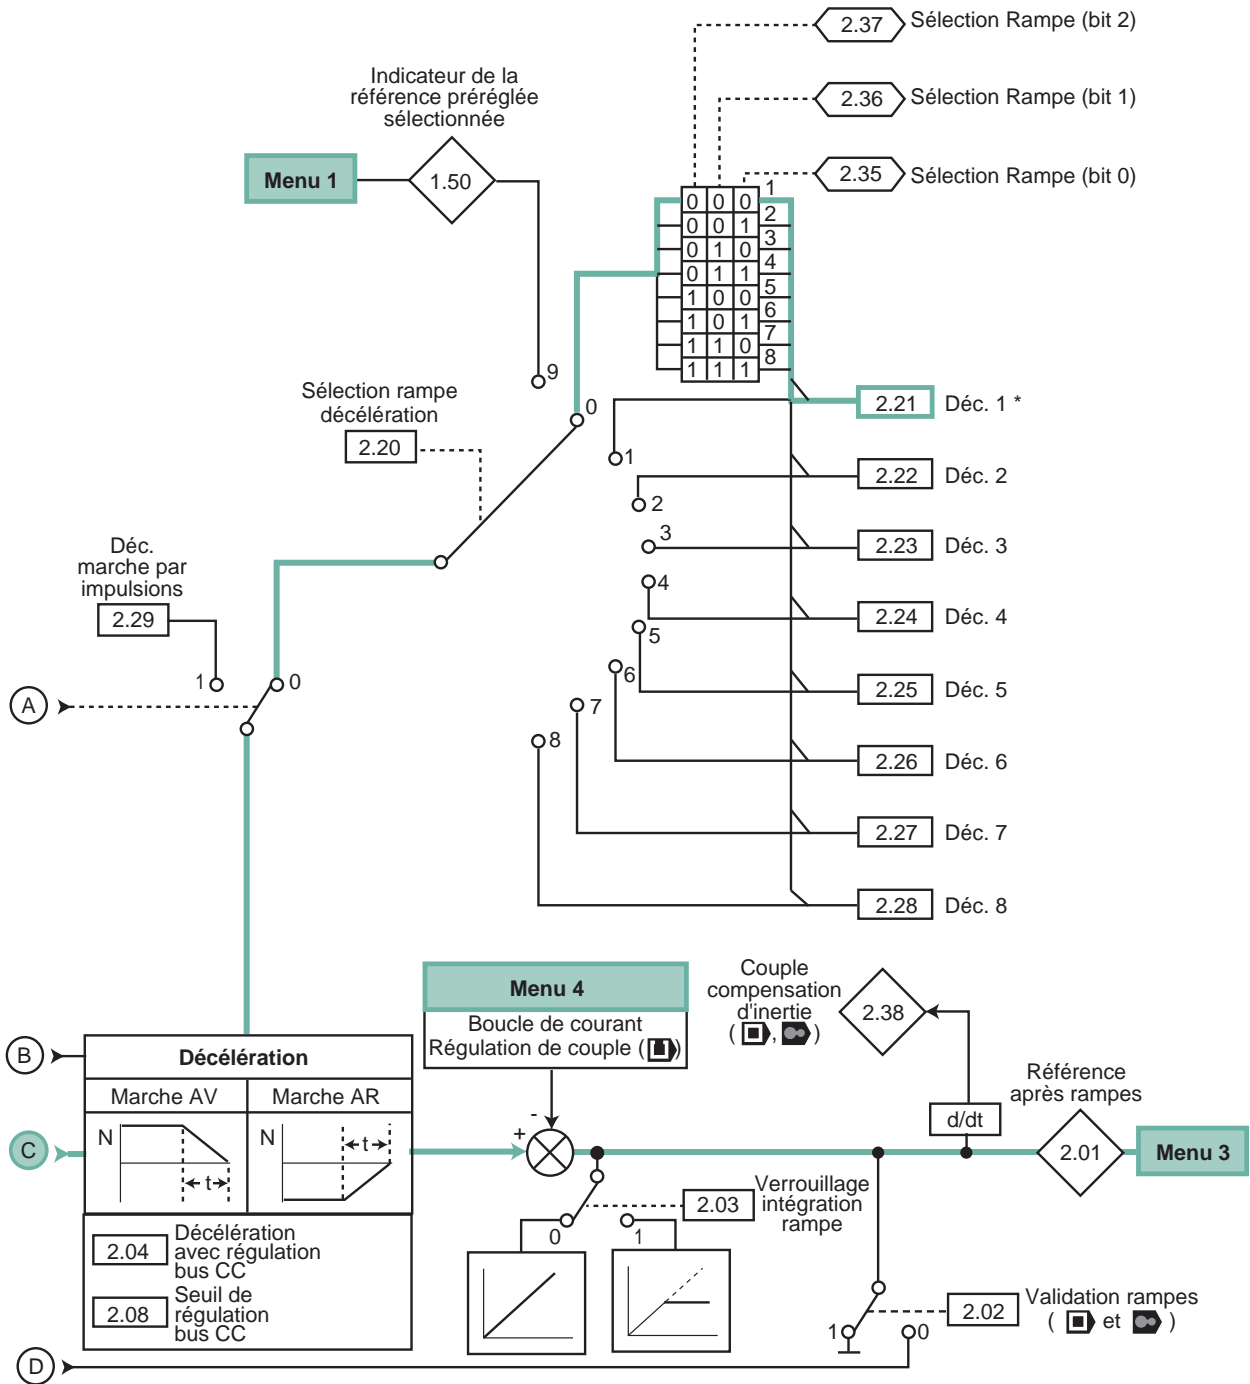 2.37 Sélection Rampe (bit 2)
Indicateur de la
référence préréglée
sélectionnée
2.36 Sélection Rampe (bit 1)
Menu 1
1.50
2.35 Sélection Rampe (bit 0)
0 0 0 1
0 0 1 2
0 1 0 3
0 1 1 4
1 0 0 5
1 0 1 6
1 1 0 7
1 1 1 8
9
Sélection rampe
décélération
2.20
0
2.21 Déc. 1 *
1
2.22 Déc. 2
2
3
2.23 Déc. 3
Déc.
marche par
impulsions
2.29
4
2.24 Déc. 4
5
2.25 Déc. 5
6
1
0
A
7
2.26 Déc. 6
8
2.27 Déc. 7
2.28 Déc. 8
Menu 4
Boucle de courant
Régulation de couple ( )
Couple
compensation
d'inertie
( , )
2.38
B
Décélération
Marche AV
Marche AR
N
t
N
t
C
-
+
d/dt
Référence
après rampes
2.01
Menu 3
2.03
Verrouillage
intégration
rampe
0
1
2.04
Décélération
avec régulation
bus CC
2.08
Seuil de
régulation
bus CC
2.02
Validation rampes
( et )
1
0
D